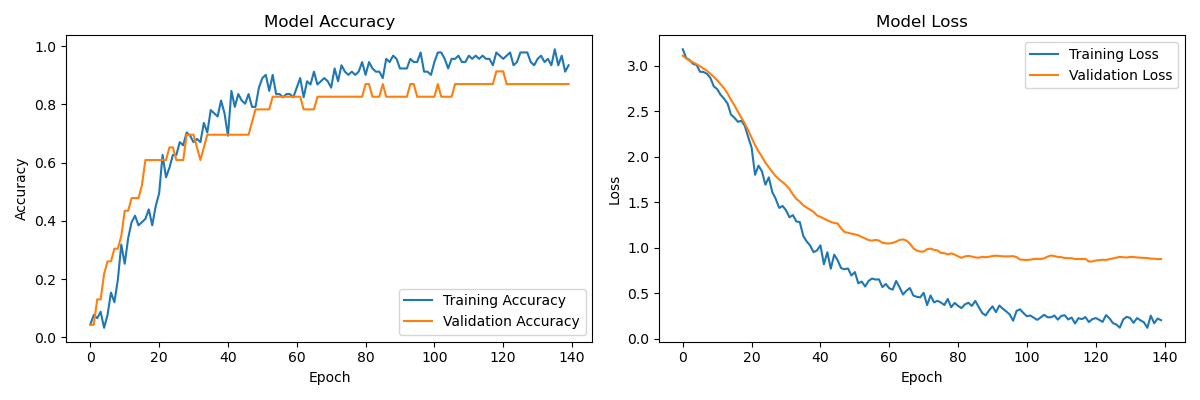 Model Accuracy
1.0
0.8
0.6
0.4
0.2
0.0
Accuracy
Training Accuracy
Validation Accuracy
0 20 40 60 80 100 120 140
Epoch
Model Loss
Training Loss
Validation Loss
3.0
2.5
2.0
1.5
1.0
0.5
0.0
Loss
0 20 40 60 80 100 120 140
Epoch